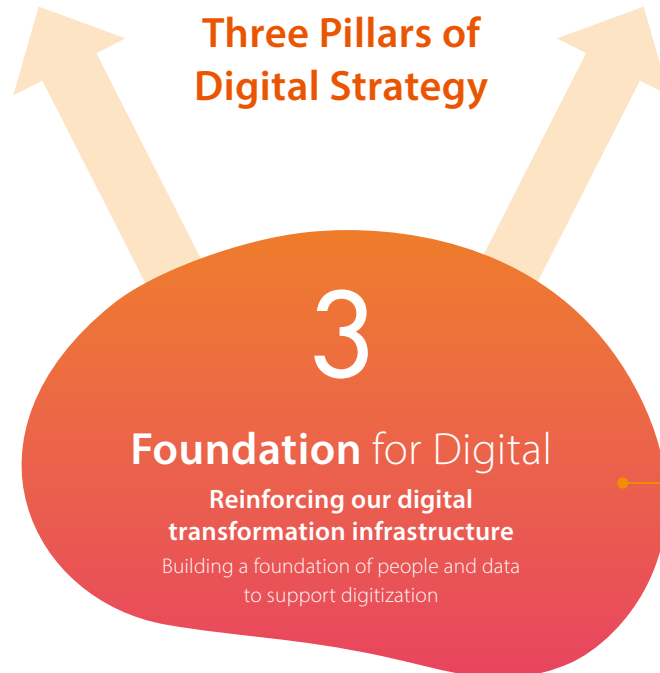 Three Pillars of
Digital Strategy
3
Foundation for Digital
Reinforcing our digital
transformation infrastructure
Building a foundation of people and data
to support digitization